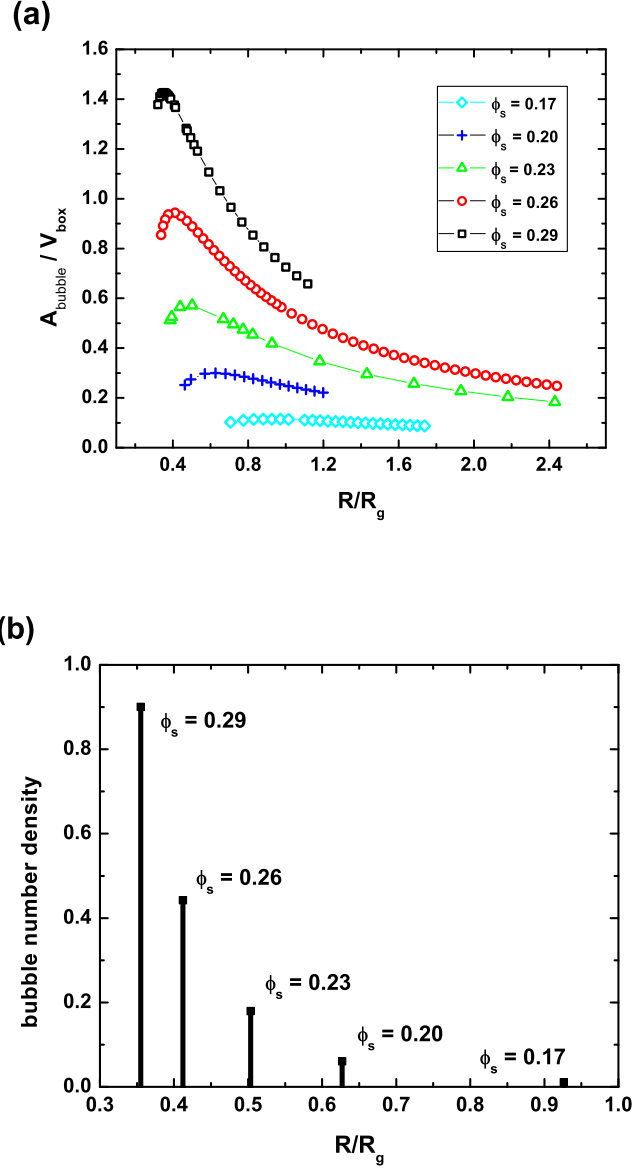 (a)
1.6
1.4
1.2
1.0
0.8
0.6
0.4
0.2
0.0
A bubble / V box
ϕs = 0.17
ϕs = 0.20
ϕs = 0.23
ϕs = 0.26
ϕs = 0.29
0.4 0.8 1.2 1.6 2.0 2.4
R/Rg
(b)
1.0
0.8
0.6
0.4
0.2
0.0
bubble number density
ϕs = 0.29
ϕs = 0.26
ϕs = 0.23
ϕs = 0.20
ϕs = 0.17
0.3 0.4 0.5 0.6 0.7 0.8 0.9 1.0
R/Rg